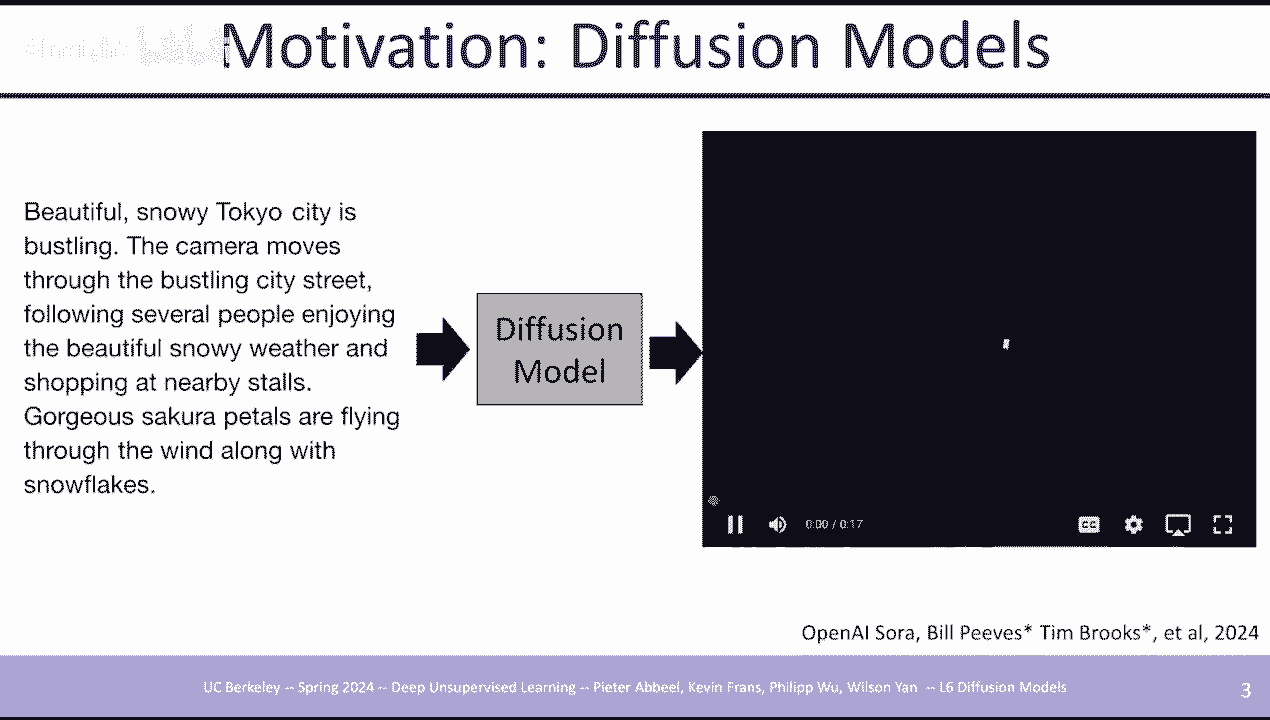 Motivation: Diffusion Models
Beautiful, snowy Tokyo city is
bustling. The camera moves
through the bustling city street,
following several people enjoying
the beautiful snowy weather and
shopping at nearby stalls.
Gorgeous sakura petals are flying
through the wind along with
snowflakes.
Diffusion
Model
0:00 / 0:17
CC
OpenAI Sora, Bill Peeves* Tim Brooks*, et al, 2024
UC Berkeley -- Spring 2024 -- Deep Unsupervised Learning -- Pieter Abbeel, Kevin Frans, Philipp Wu, Wilson Yan -- L6 Diffusion Models
3